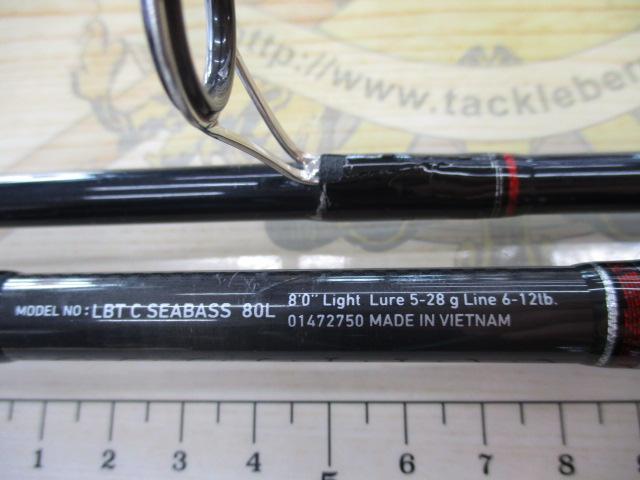 http://www.tackleber
MODEL NO : LBT C SEABASS 80L
8'0" Light Lure 5-28 g Line 6-12lb.
01472750 MADE IN VIETNAM
1 2 3 4 5 6 7 8